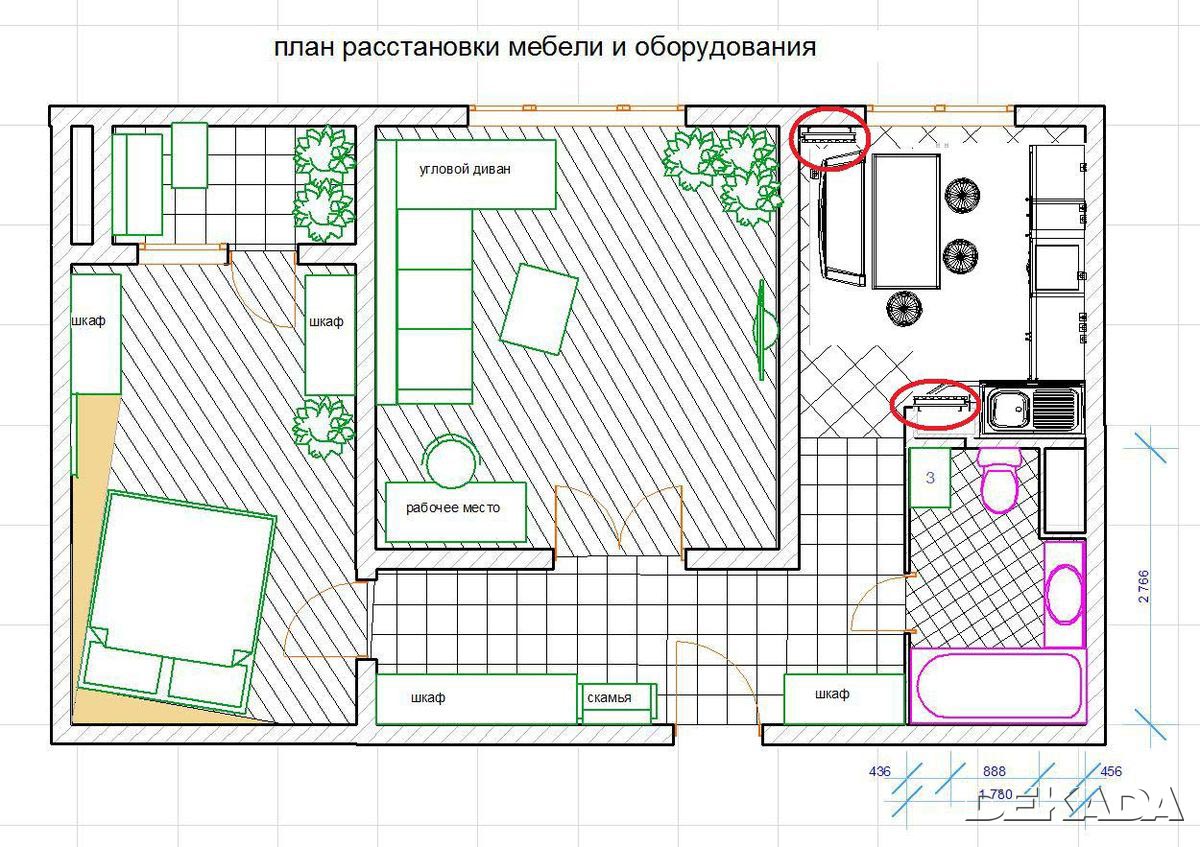 план расстановки мебели и оборудования
угловой диван
шкаф
шкаф
3
рабочее место
2 766
шкаф
скамья
шкаф
436
888
456
1 780
DEKADA